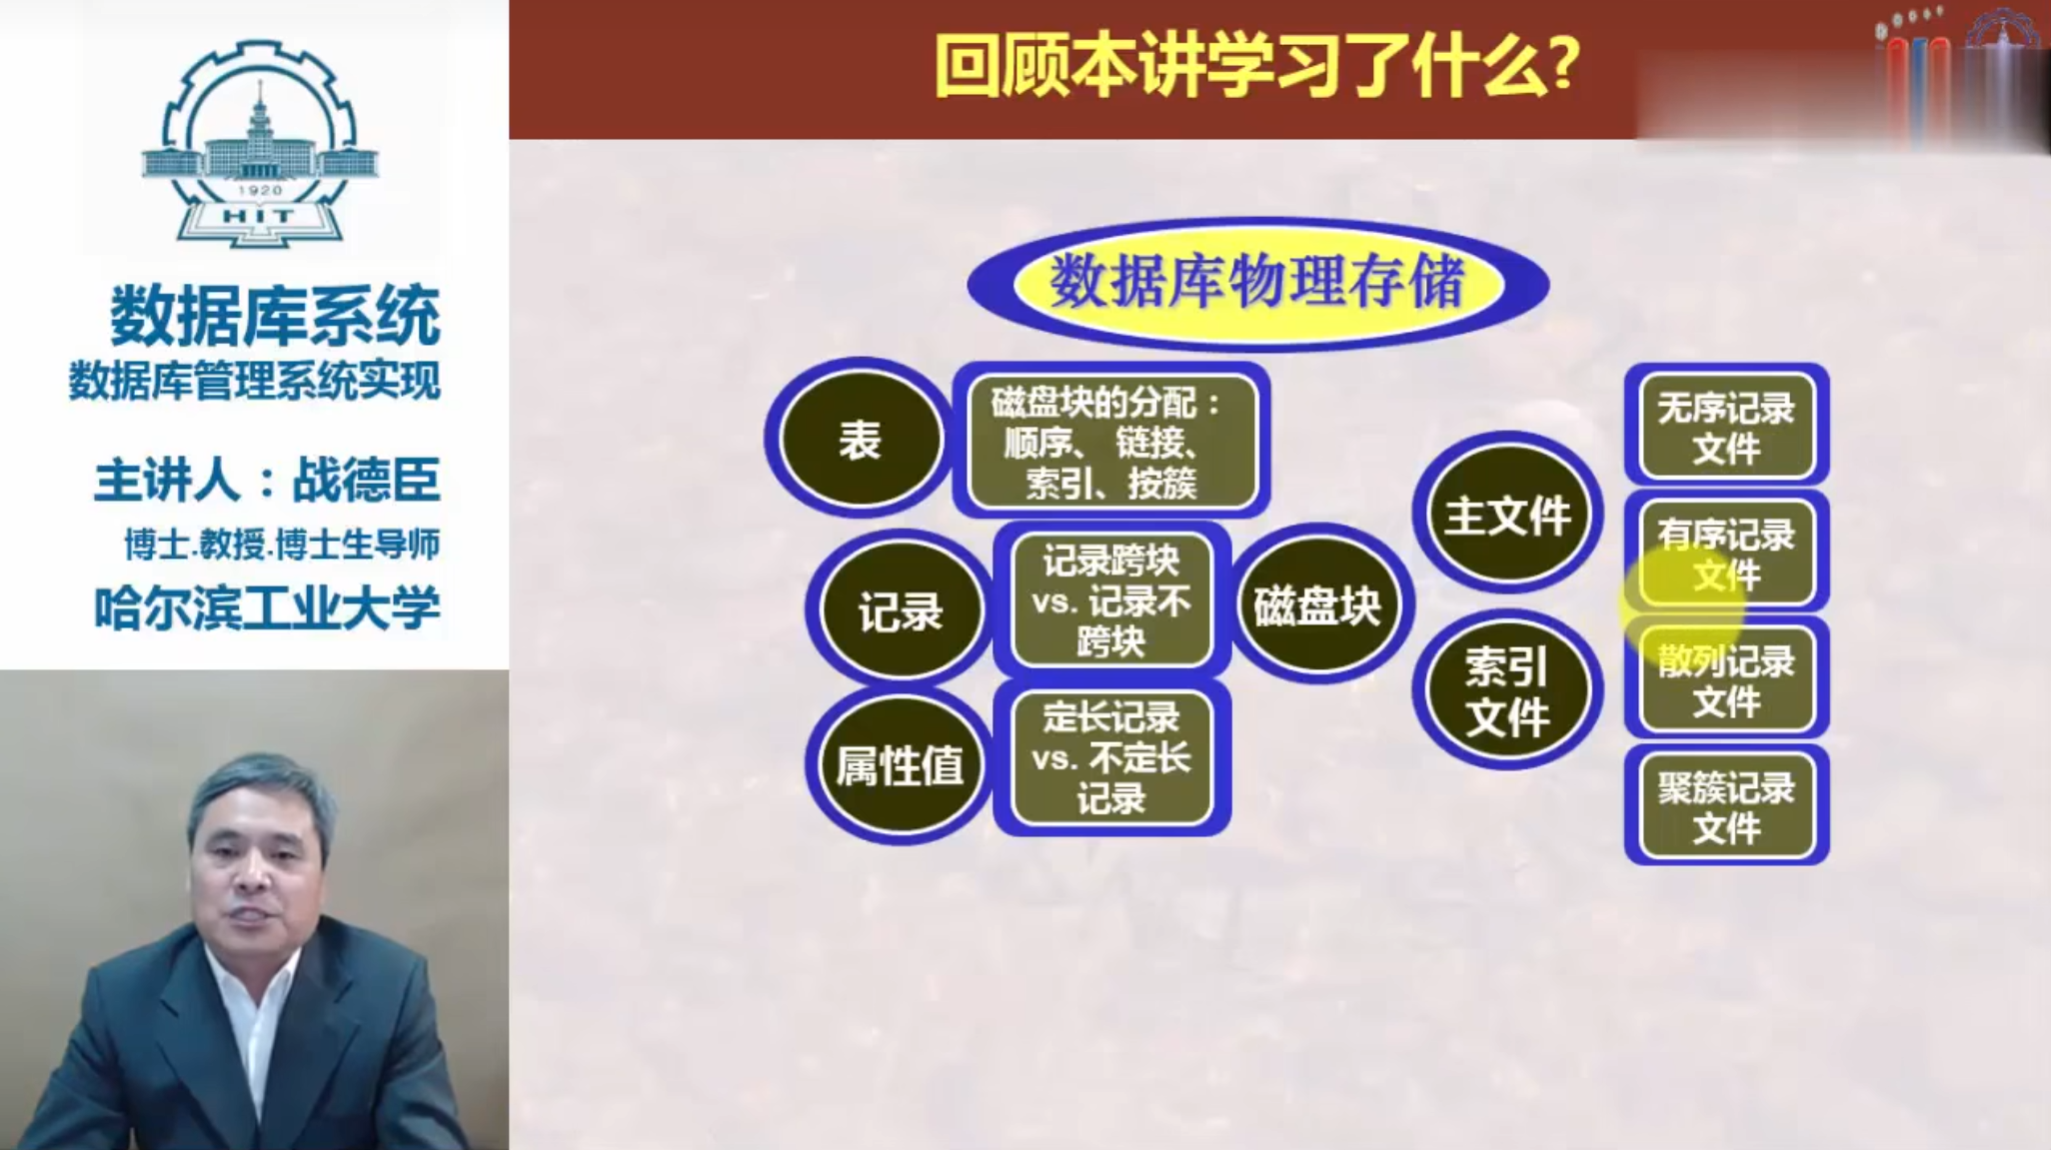 1920
HIT
数据库系统
数据库管理系统实现
主讲人：战德臣
博士.教授.博士生导师
哈尔滨工业大学
回顾本讲学习了什么?
数据库物理存储
表
磁盘块的分配：
顺序、 链接、
索引、按簇
记录
记录跨块
vs. 记录不
跨块
属性值
定长记录
vs. 不定长
记录
磁盘块
主文件
索引
文件
无序记录
文件
有序记录
文件
散列记录
文件
聚簇记录
文件